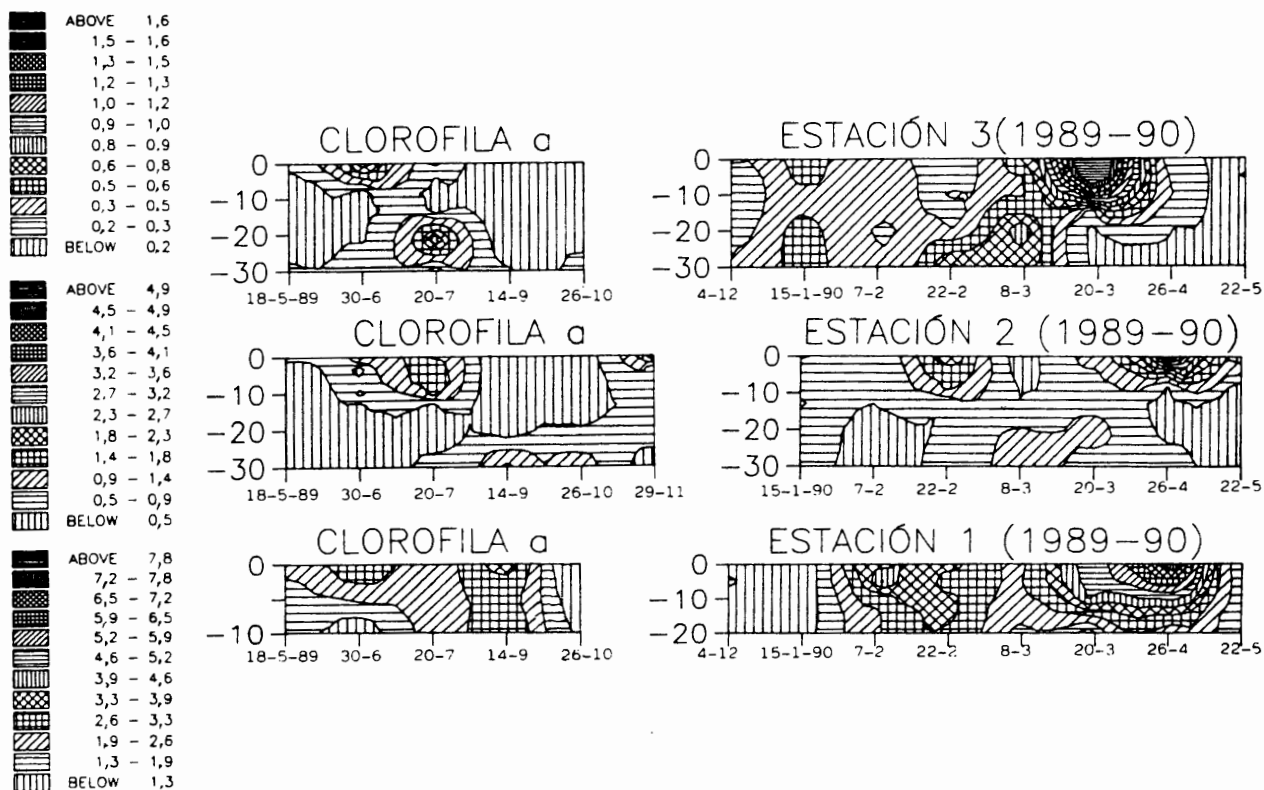 ABOVE 1,6
1,5 – 1,6
1,3 – 1,5
1,2 – 1,3
1,0 – 1,2
0,9 – 1,0
0,8 – 0,9
0,6 – 0,8
0,5 – 0,6
0,3 – 0,5
0,2 – 0,3
BELOW 0,2
CLOROFILA a
0
–10
–20
–30
18-5-89 30-6 20-7 14-9 26-10
ESTACIÓN 3(1989–90)
0
–10
–20
–30
4-12 15-1-90 7-2 22-2 8-3 20-3 26-4 22-5
ABOVE 4,9
4,5 – 4,9
4,1 – 4,5
3,6 – 4,1
3,2 – 3,6
2,7 – 3,2
2,3 – 2,7
1,8 – 2,3
1,4 – 1,8
0,9 – 1,4
0,5 – 0,9
BELOW 0,5
CLOROFILA a
0
–10
–20
–30
18-5-89 30-6 20-7 14-9 26-10 29-11
ESTACIÓN 2 (1989–90)
0
–10
–20
–30
15-1-90 7-2 22-2 8-3 20-3 26-4 22-5
ABOVE 7,8
7,2 – 7,8
6,5 – 7,2
5,9 – 6,5
5,2 – 5,9
4,6 – 5,2
3,9 – 4,6
3,3 – 3,9
2,6 – 3,3
1,9 – 2,6
1,3 – 1,9
BELOW 1,3
CLOROFILA a
0
–10
18-5-89 30-6 20-7 14-9 26-10
ESTACIÓN 1 (1989–90)
0
–10
–20
4-12 15-1-90 7-2 22-2 8-3 20-3 26-4 22-5